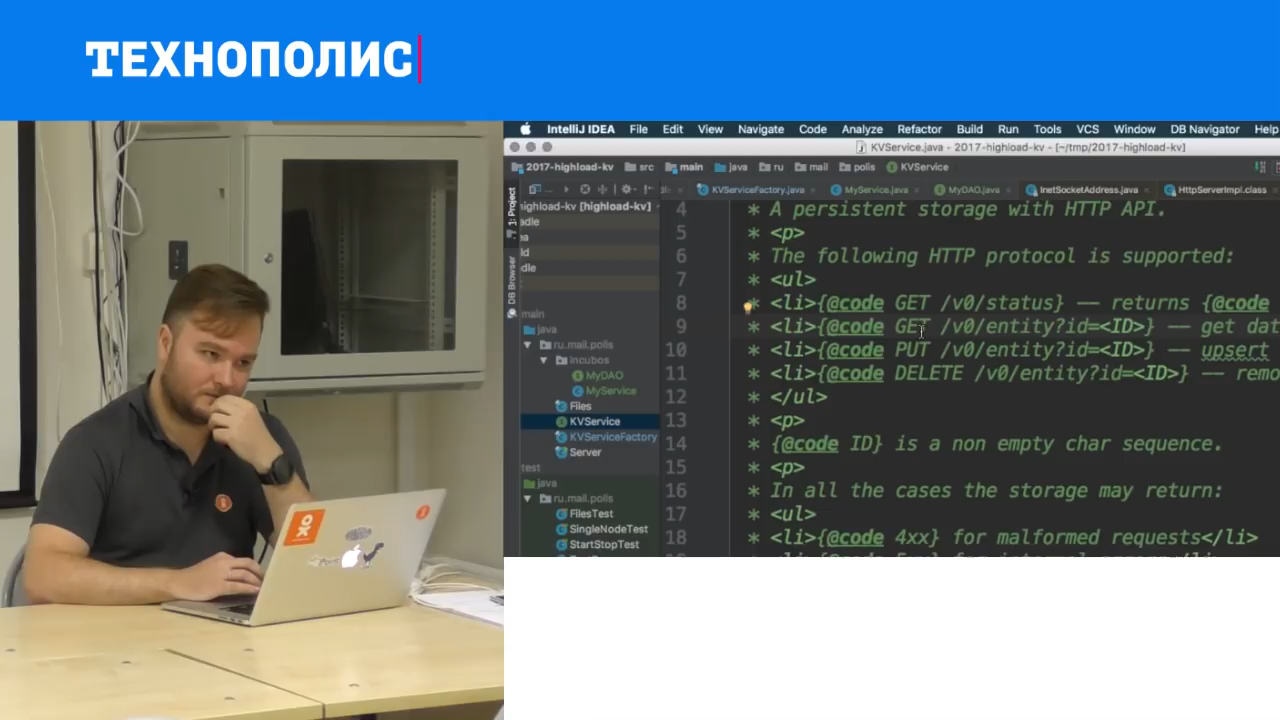 ТЕХНОПОЛИС
IntelliJ IDEA File Edit View Navigate Code Analyze Refactor Build Run Tools VCS Window DB Navigator Help
KVService.java - 2017-highload-kv - [~/tmp/2017-highload-kv]
2017-highload-kv src main java ru mail polis KVService
KVServiceFactory.java MyService.java MyDAO.java InetSocketAddress.java HttpServerImpl.class
1: Project
DB Browser
highload-kv [highload-kv]
main
java
ru.mail.polis
incubos
MyDAO
MyService
Files
KVService
KVServiceFactory
Server
test
java
ru.mail.polis
FilesTest
SingleNodeTest
StartStopTest
4 * A persistent storage with HTTP API.
5 * <p>
6 * The following HTTP protocol is supported:
7 * <ul>
8 * <li>{@code GET /v0/status} — returns {@code
9 * <li>{@code GET /v0/entity?id=<ID>} — get dat
10 * <li>{@code PUT /v0/entity?id=<ID>} — upsert
11 * <li>{@code DELETE /v0/entity?id=<ID>} — remo
12 * </ul>
13 * <p>
14 * {@code ID} is a non empty char sequence.
15 * <p>
16 * In all the cases the storage may return:
17 * <ul>
18 * <li>{@code 4xx} for malformed requests</li>